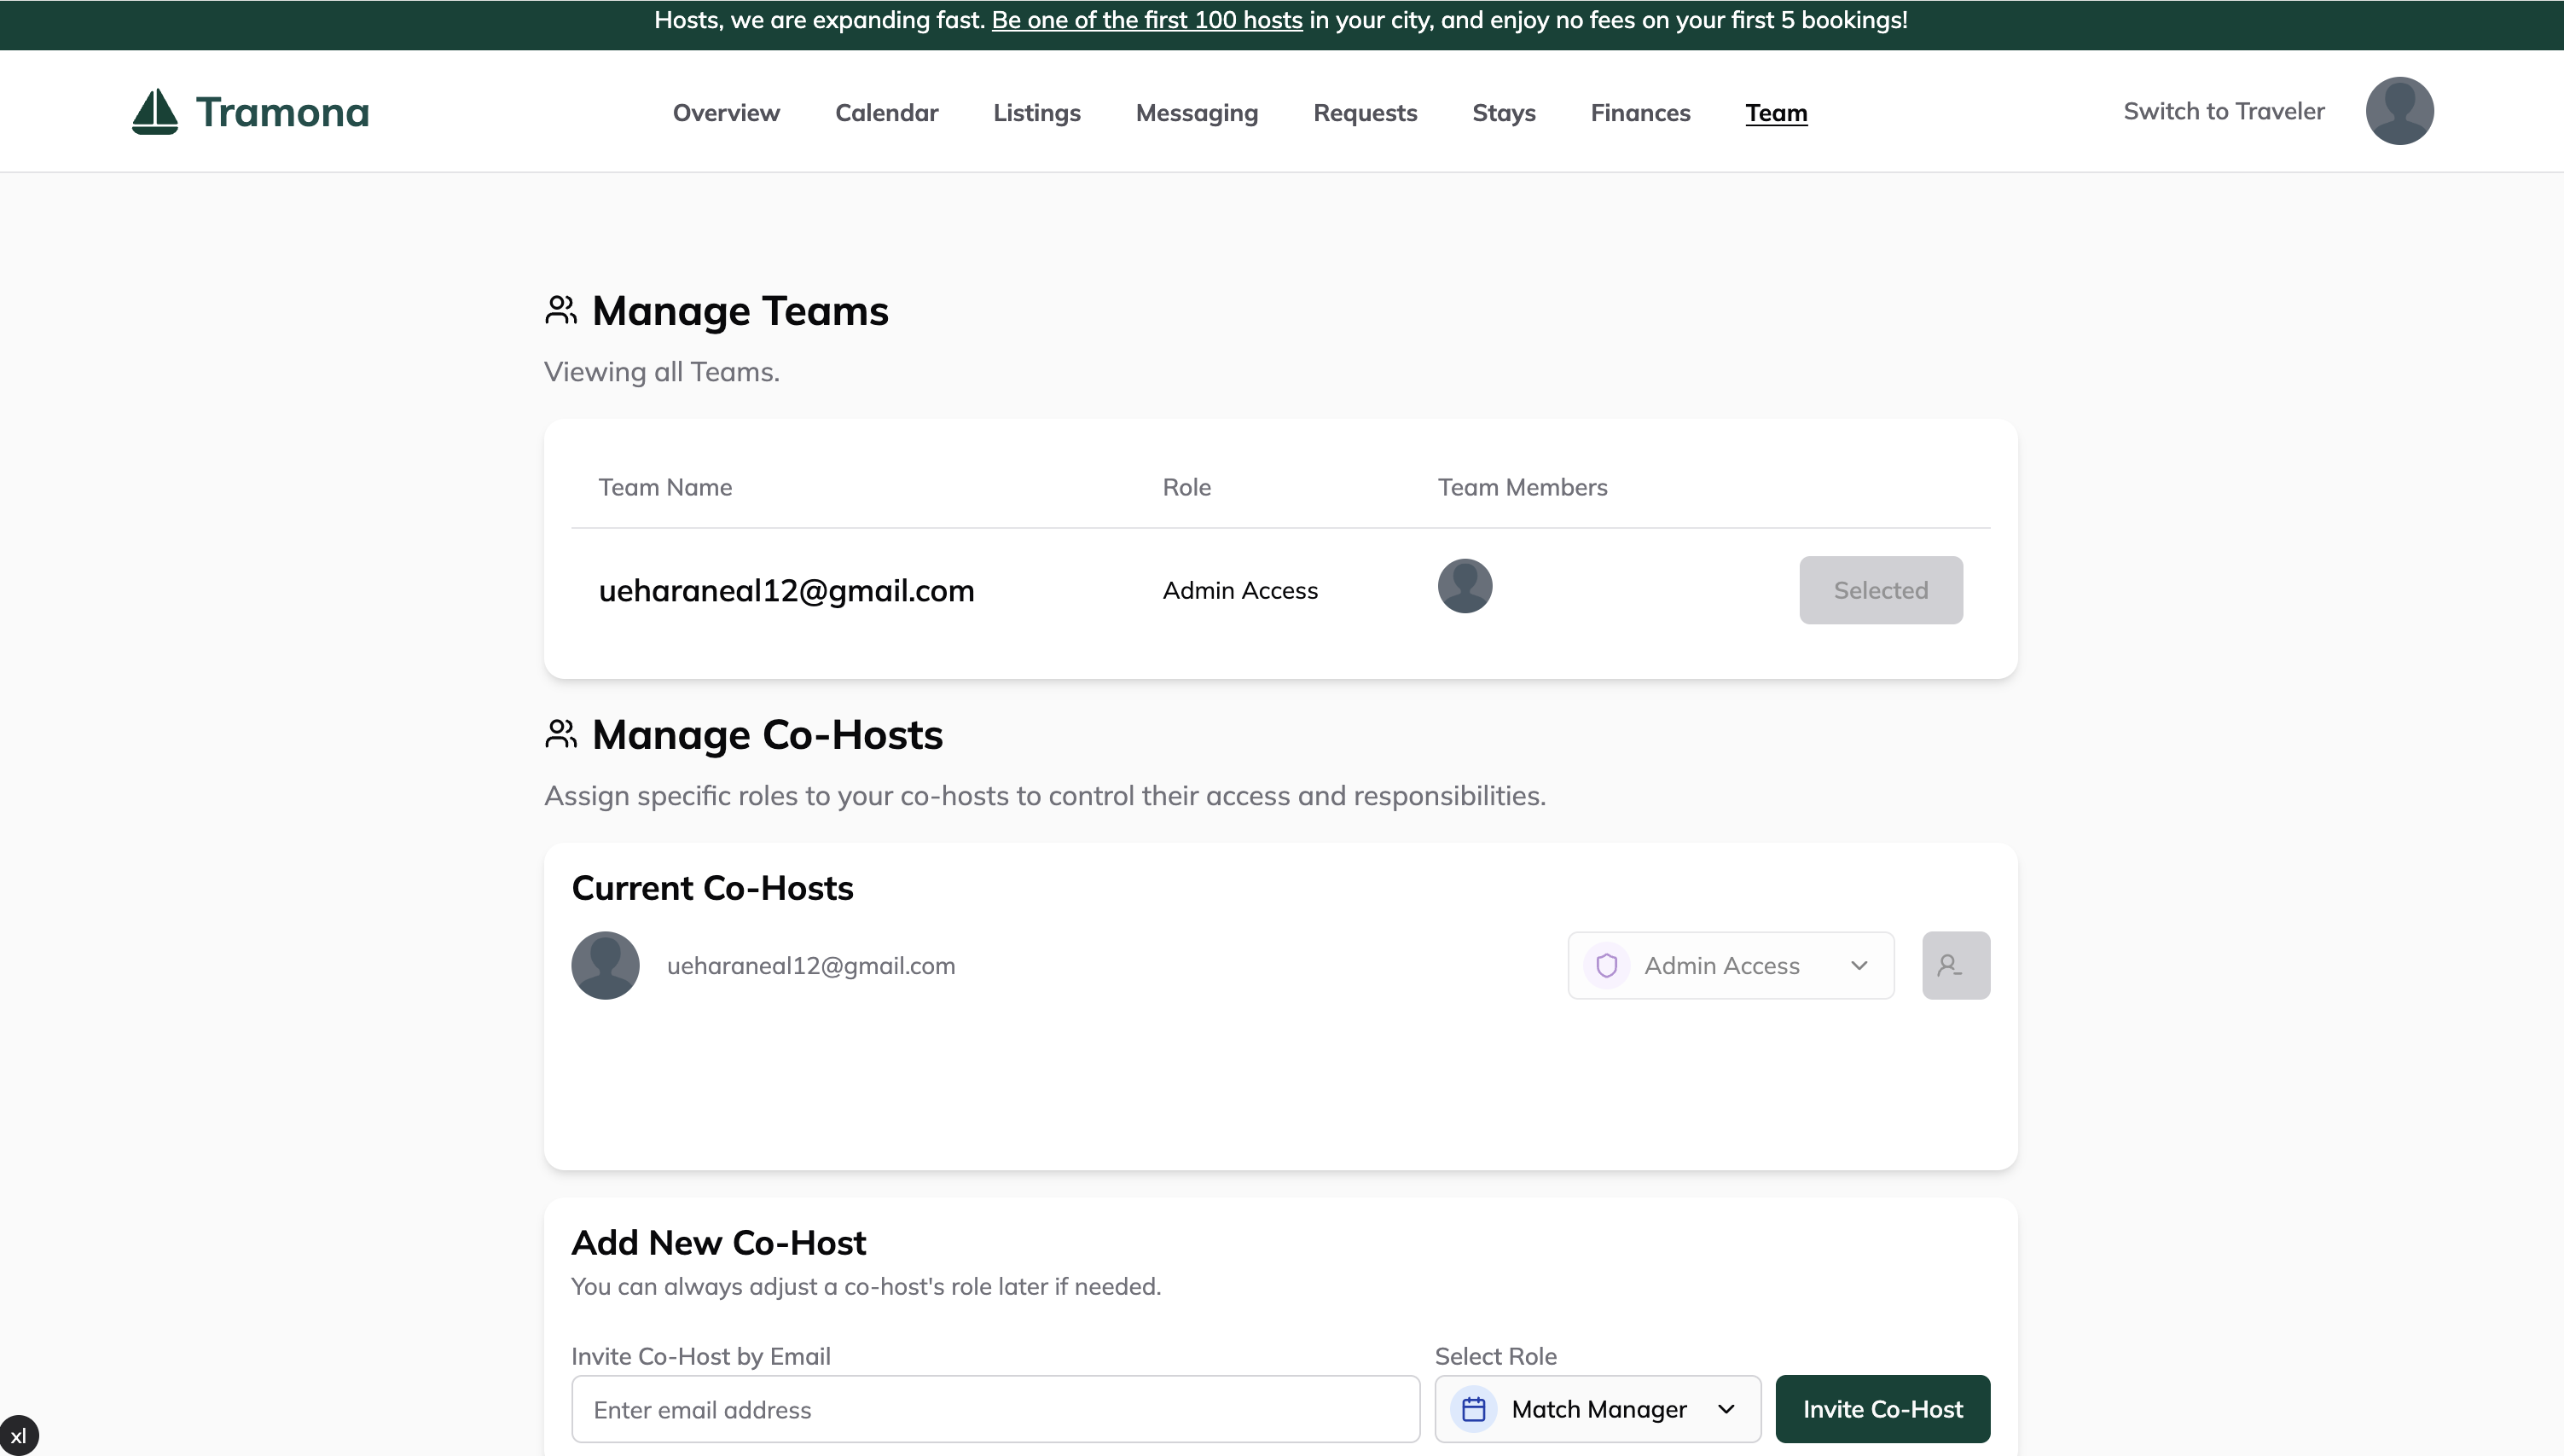 Hosts, we are expanding fast. Be one of the first 100 hosts in your city, and enjoy no fees on your first 5 bookings!
Tramona
Overview
Calendar
Listings
Messaging
Requests
Stays
Finances
Team
Switch to Traveler
Manage Teams
Viewing all Teams.
Team Name
Role
Team Members
ueharaneal12@gmail.com
Admin Access
Selected
Manage Co-Hosts
Assign specific roles to your co-hosts to control their access and responsibilities.
Current Co-Hosts
ueharaneal12@gmail.com
Admin Access
Add New Co-Host
You can always adjust a co-host's role later if needed.
Invite Co-Host by Email
Select Role
Enter email address
Match Manager
Invite Co-Host
xl